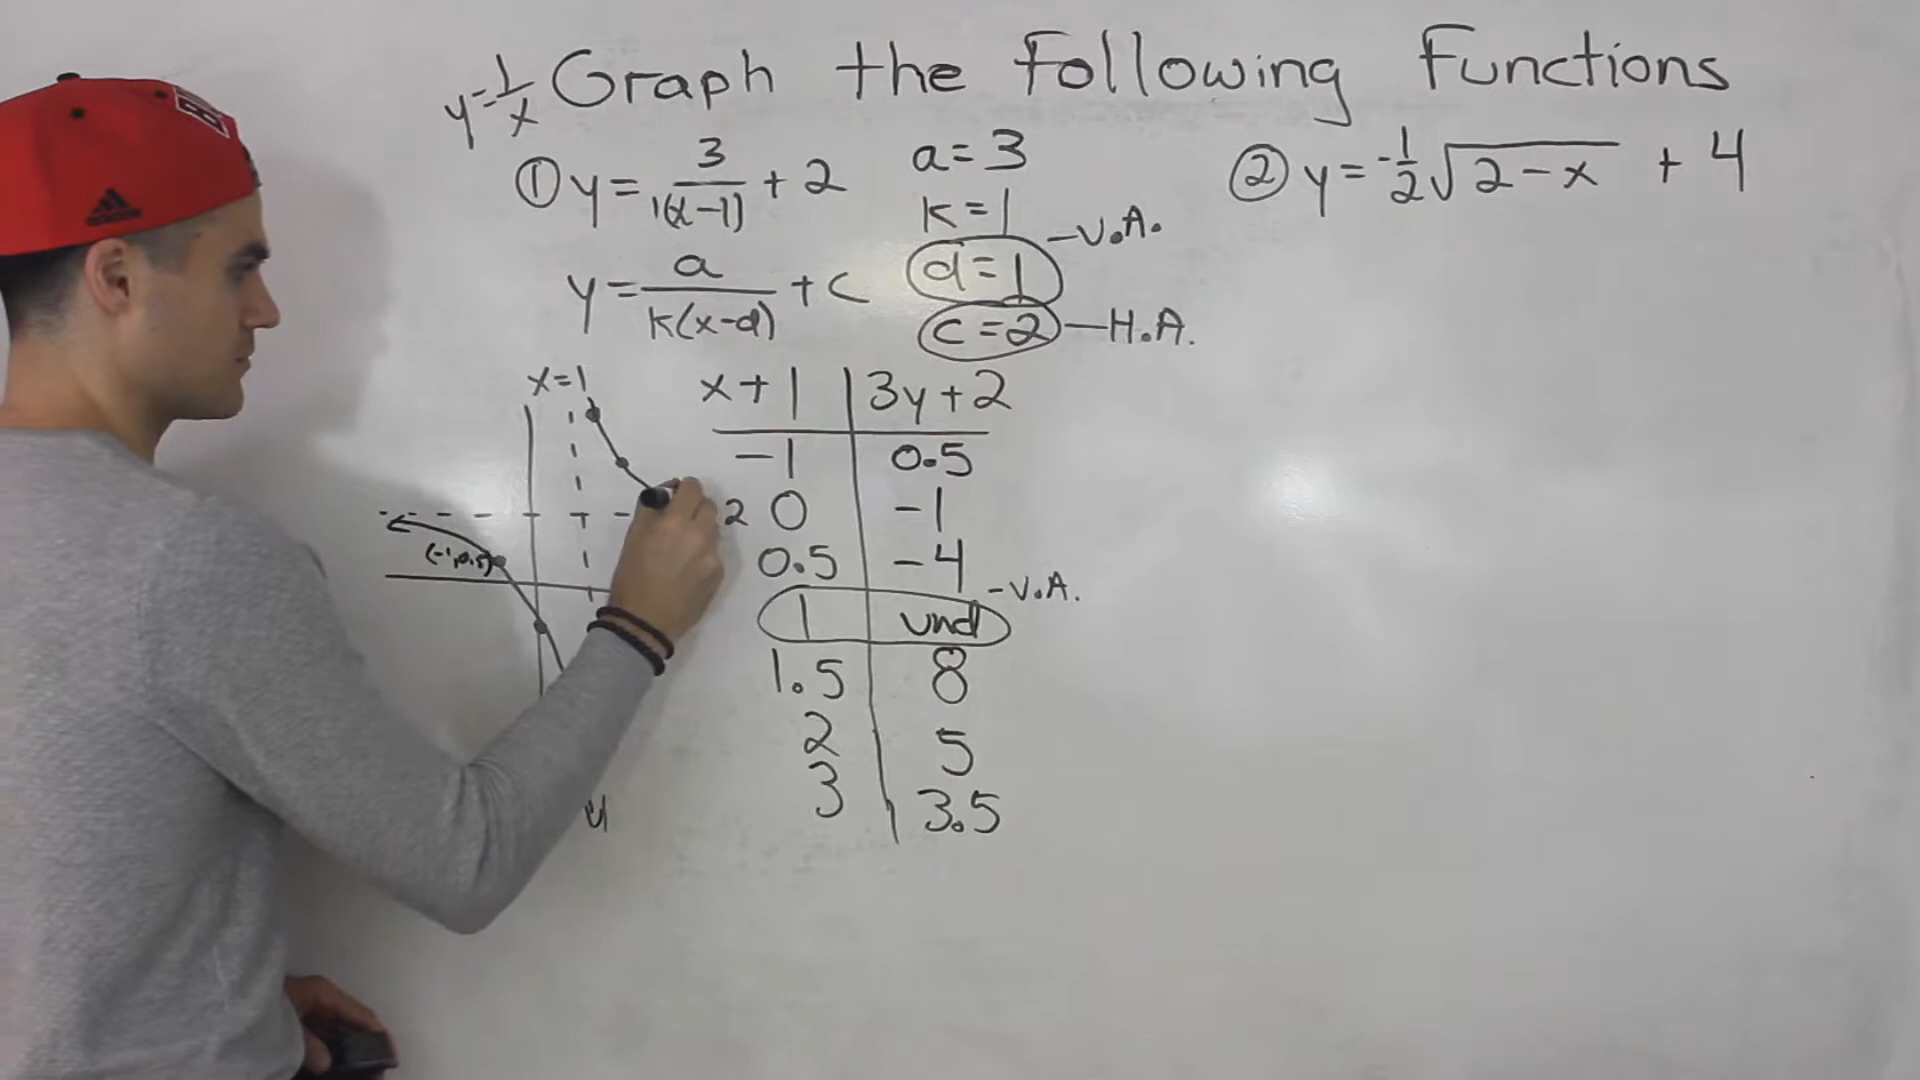 y=1/x Graph the Following Functions
① y = 3/(1(x-1)) + 2
a=3
k=1
d=1 - V.A.
c=2 - H.A.
y = a/(k(x-d)) + c
② y = -1/2 √(2-x) + 4
x=1
2
(-1,0.5)
x+1 | 3y+2
-1 | 0.5
0 | -1
0.5 | -4
1 | und - V.A.
1.5 | 8
2 | 5
3 | 3.5